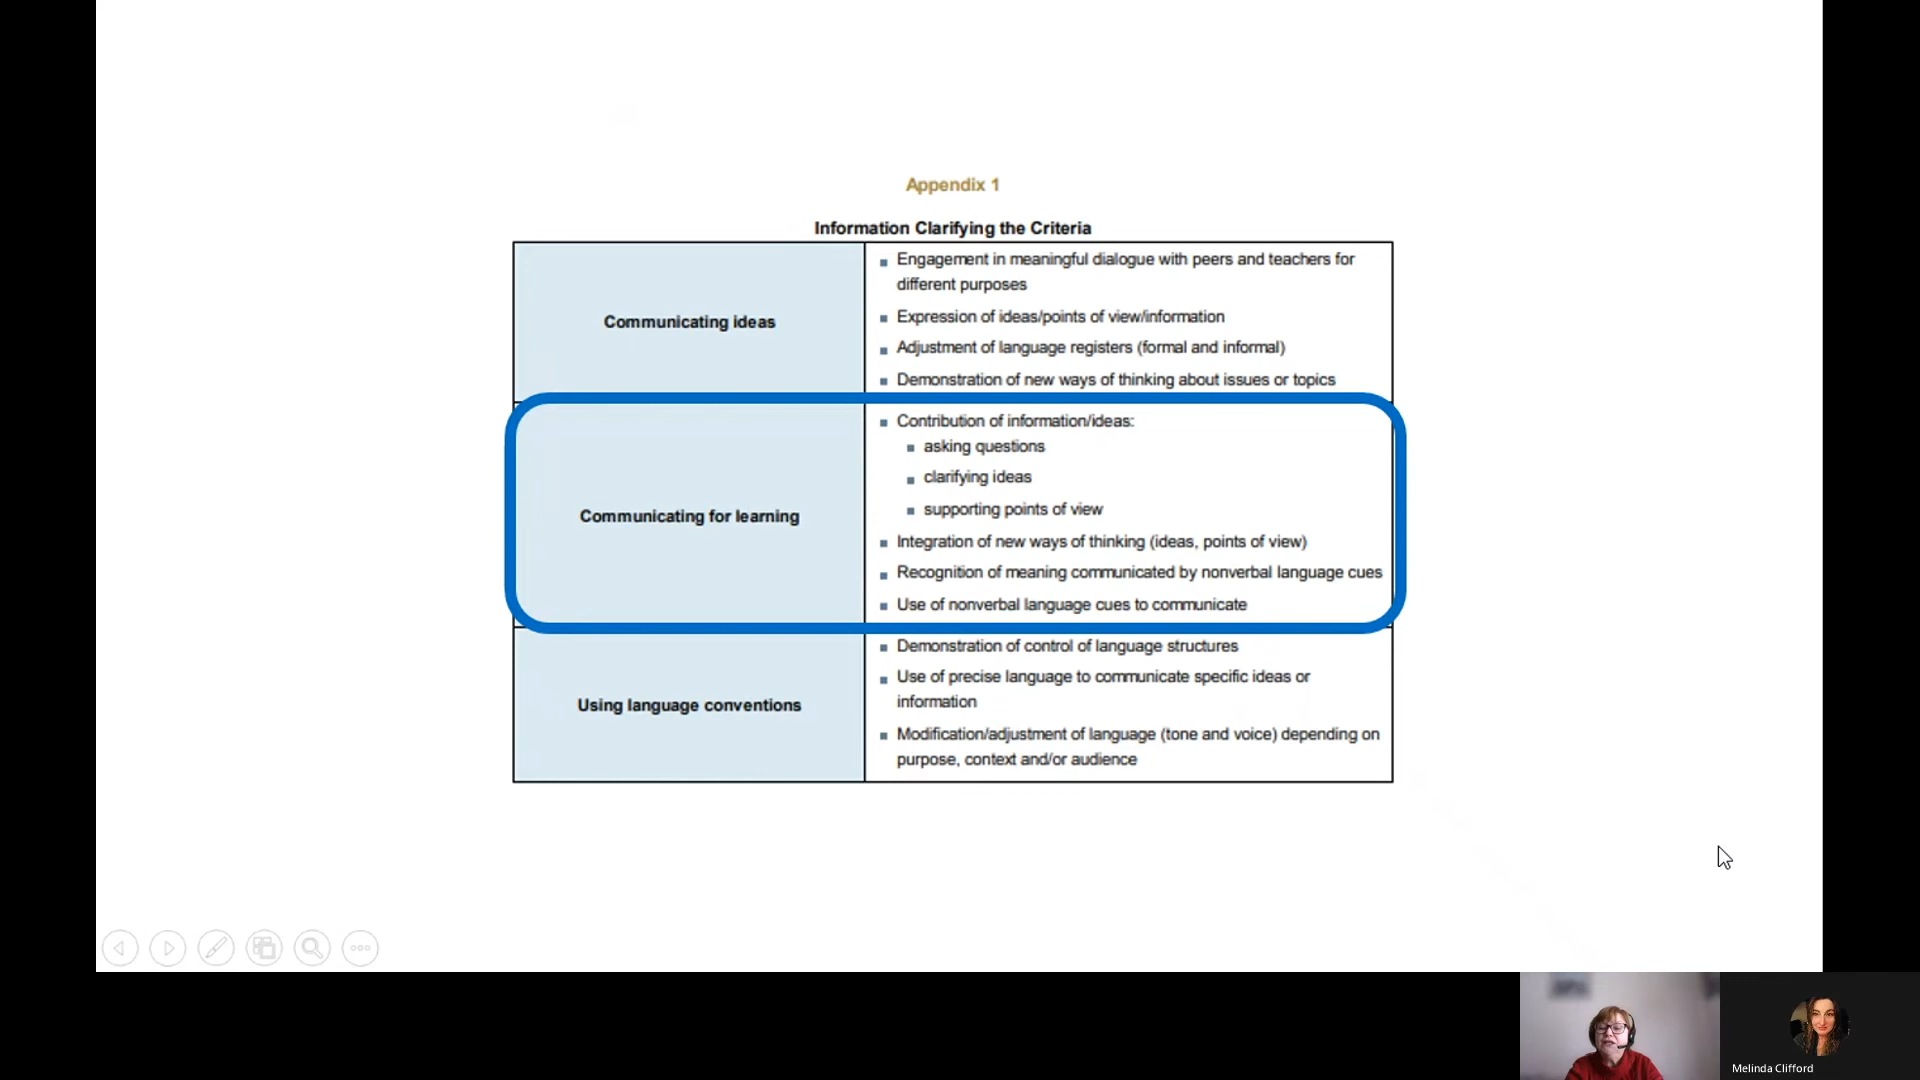 Appendix 1
Information Clarifying the Criteria
Communicating ideas
Engagement in meaningful dialogue with peers and teachers for
different purposes
Expression of ideas/points of view/information
Adjustment of language registers (formal and informal)
Demonstration of new ways of thinking about issues or topics
Communicating for learning
Contribution of information/ideas:
asking questions
clarifying ideas
supporting points of view
Integration of new ways of thinking (ideas, points of view)
Recognition of meaning communicated by nonverbal language cues
Use of nonverbal language cues to communicate
Using language conventions
Demonstration of control of language structures
Use of precise language to communicate specific ideas or
information
Modification/adjustment of language (tone and voice) depending on
purpose, context and/or audience
Melinda Clifford